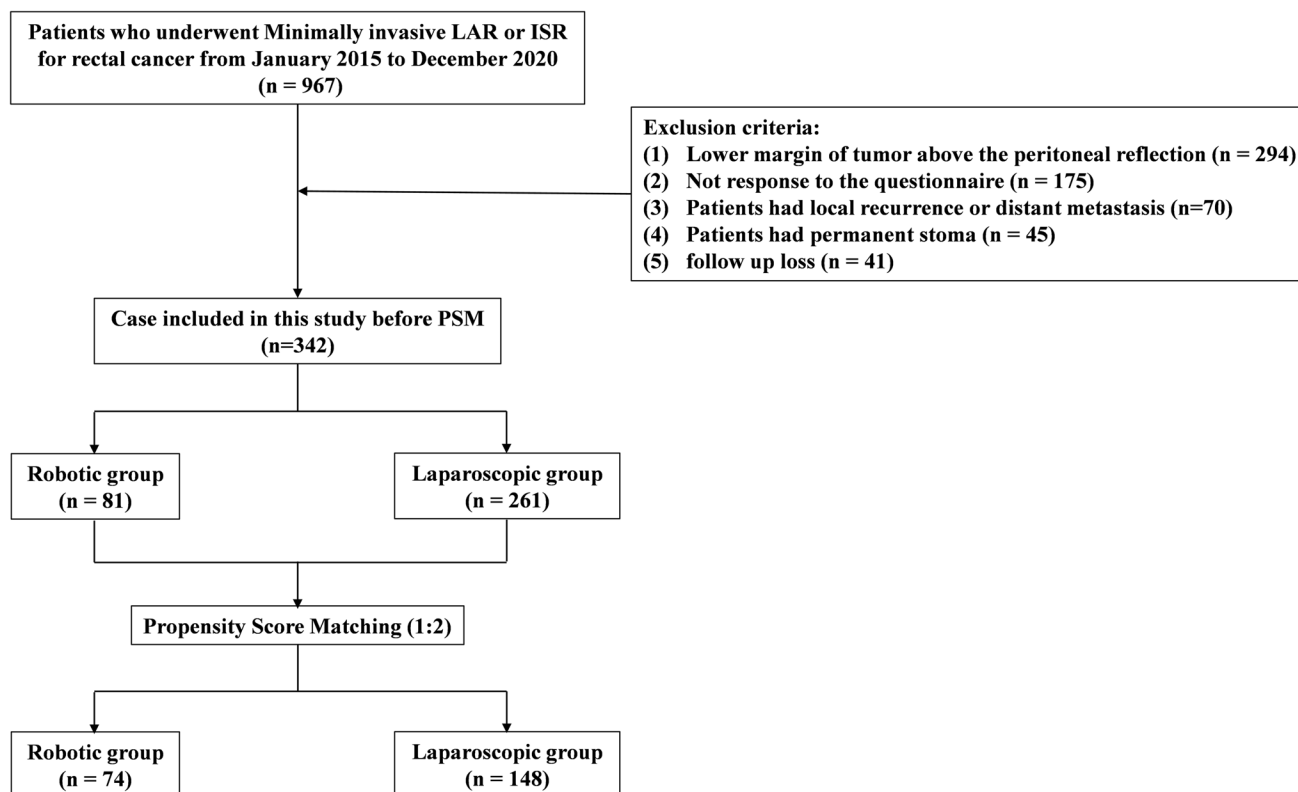 Patients who underwent Minimally invasive LAR or ISR
for rectal cancer from January 2015 to December 2020
(n = 967)
Exclusion criteria:
(1) Lower margin of tumor above the peritoneal reflection (n = 294)
(2) Not response to the questionnaire (n = 175)
(3) Patients had local recurrence or distant metastasis (n=70)
(4) Patients had permanent stoma (n = 45)
(5) follow up loss (n = 41)
Case included in this study before PSM
(n=342)
Robotic group
(n = 81)
Laparoscopic group
(n = 261)
Propensity Score Matching (1:2)
Robotic group
(n = 74)
Laparoscopic group
(n = 148)